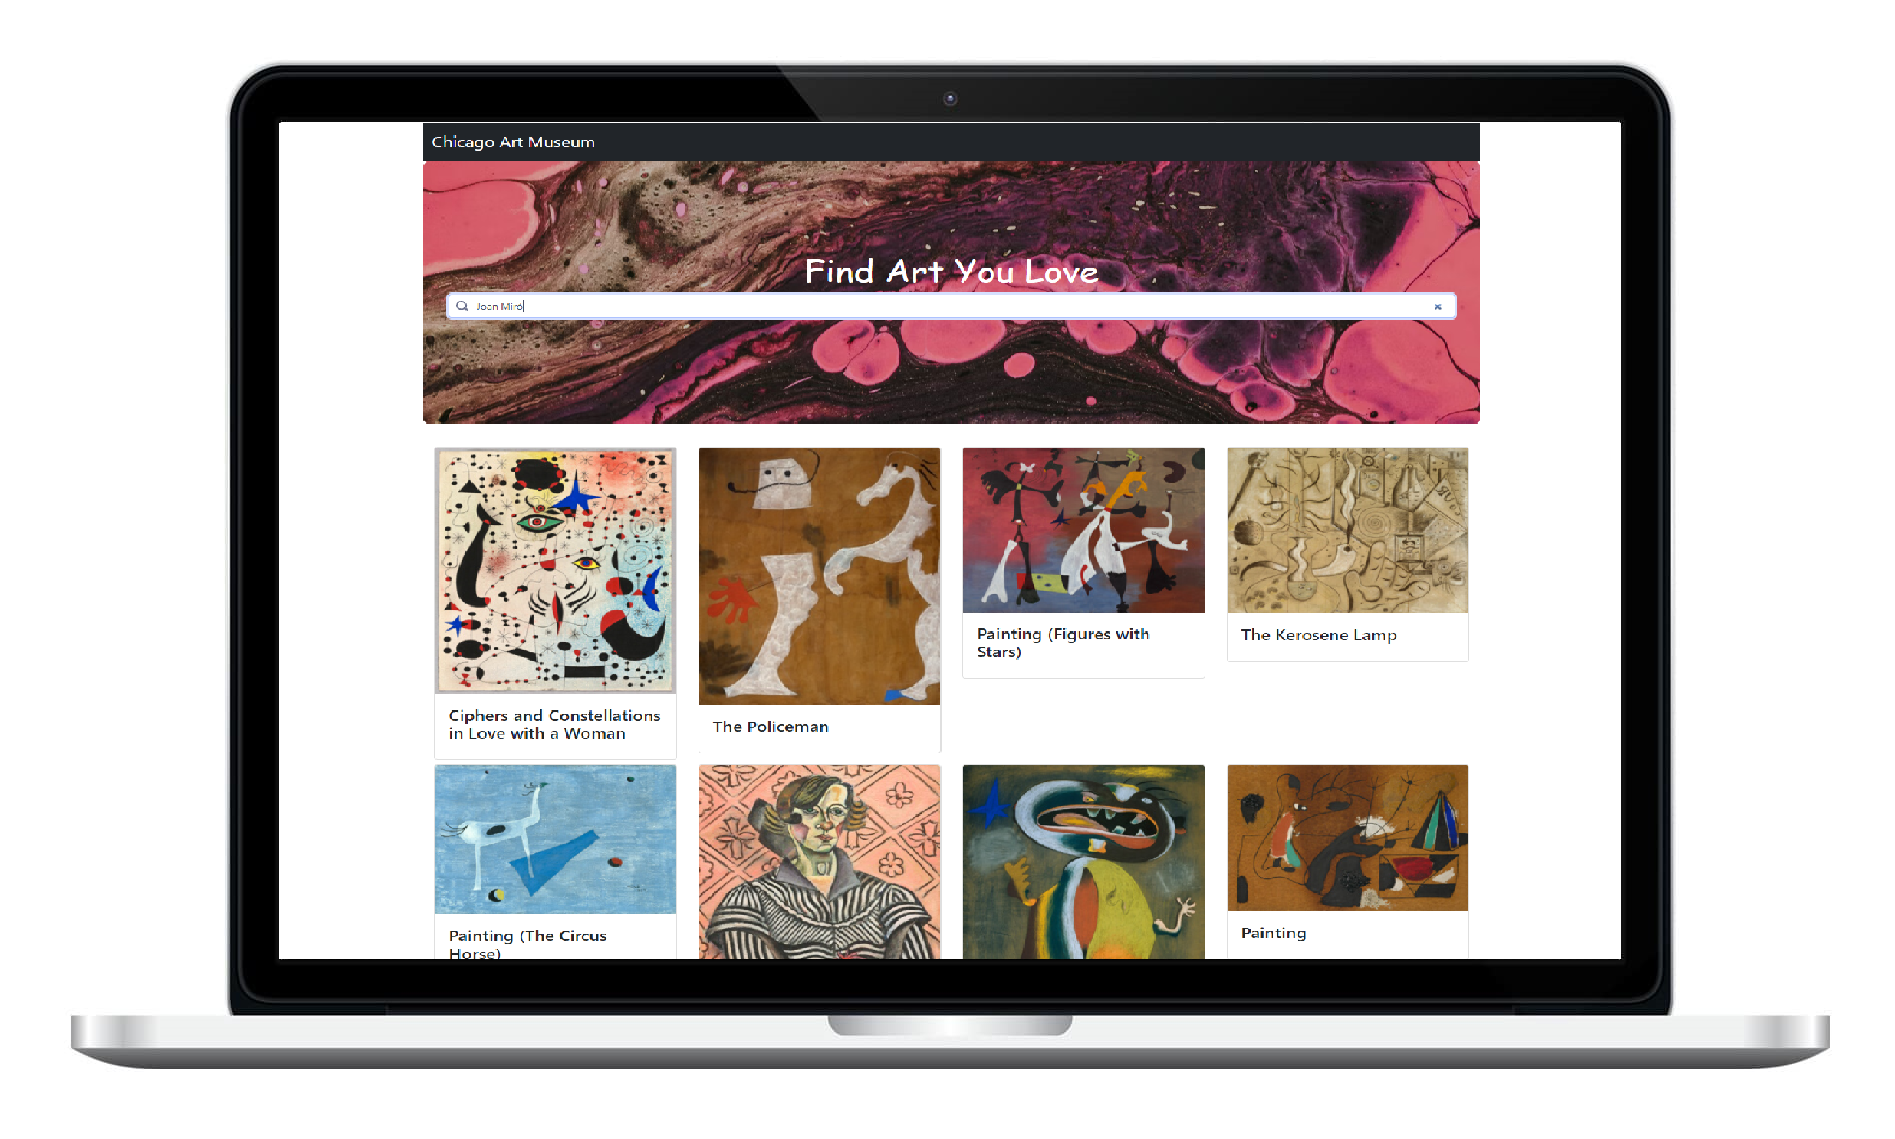 Chicago Art Museum
Find Art You Love
Joan Miró
Painting (Figures with
Stars)
The Kerosene Lamp
Ciphers and Constellations
in Love with a Woman
The Policeman
Painting (The Circus
Horse)
Painting